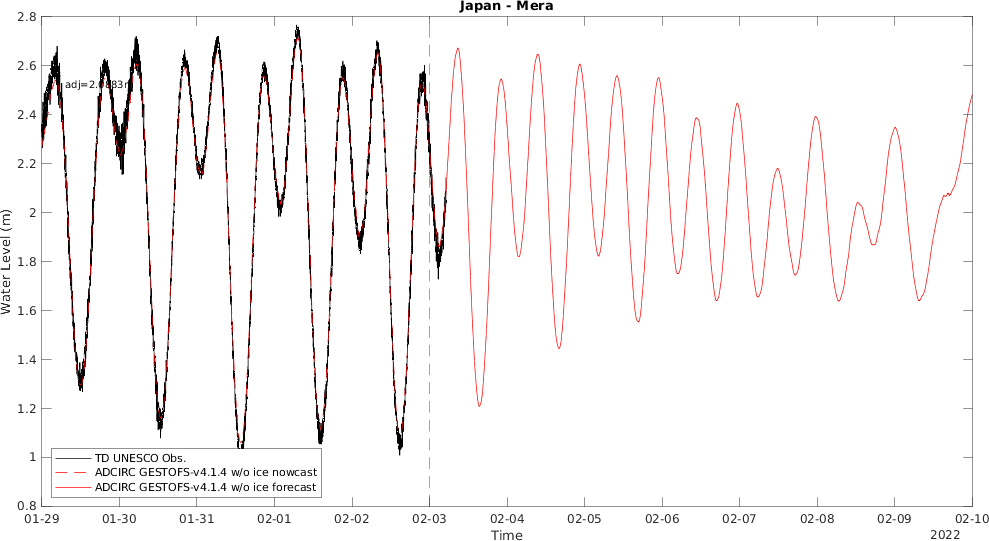 Japan - Mera
2.8
2.6
2.4
2.2
2
1.8
1.6
1.4
1.2
1
0.8
Water Level (m)
adj=2.0883m
TD UNESCO Obs.
ADCIRC GESTOFS-v4.1.4 w/o ice nowcast
ADCIRC GESTOFS-v4.1.4 w/o ice forecast
01-29 01-30 01-31 02-01 02-02 02-03 02-04 02-05 02-06 02-07 02-08 02-09 02-10
Time
2022